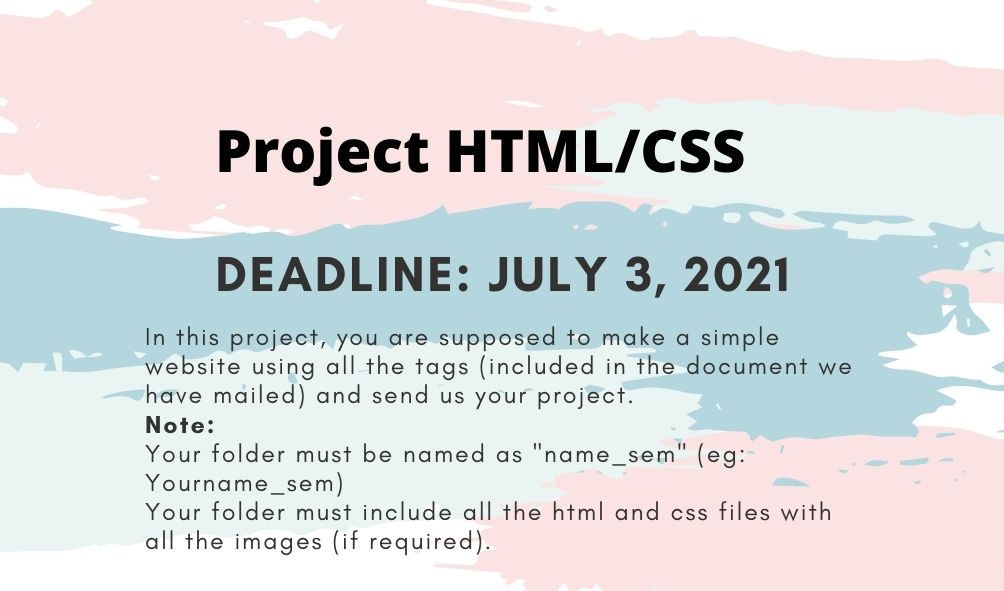 Project HTML/CSS
DEADLINE: JULY 3, 2021
In this project, you are supposed to make a simple
website using all the tags (included in the document we
have mailed) and send us your project.
Note:
Your folder must be named as "name_sem" (eg:
Yourname_sem)
Your folder must include all the html and css files with
all the images (if required).